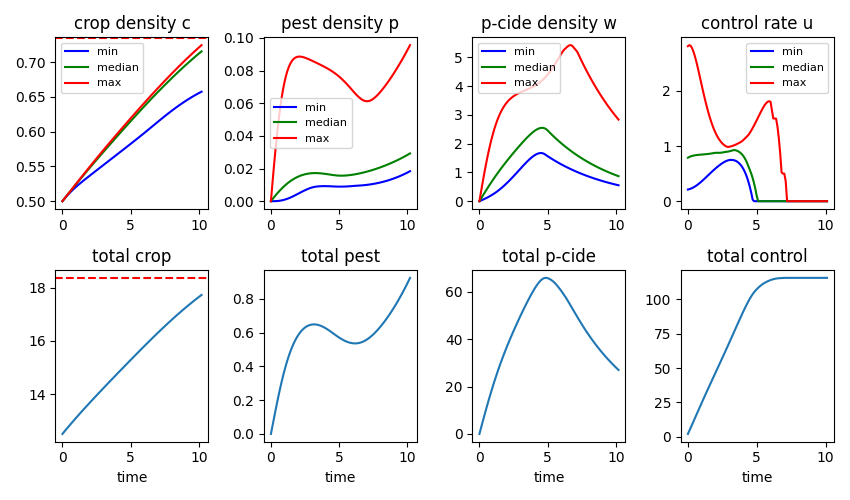 crop density c
pest density p
p-cide density w
control rate u
0.70
0.65
0.60
0.55
0.50
min
median
max
0 5 10
0.10
0.08
0.06
0.04
0.02
0.00
min
median
max
0 5 10
5
4
3
2
1
0
min
median
max
0 5 10
2
1
0
min
median
max
0 5 10
total crop
total pest
total p-cide
total control
18
16
14
0 5 10
time
0.8
0.6
0.4
0.2
0.0
0 5 10
time
60
40
20
0
0 5 10
time
100
75
50
25
0
0 5 10
time